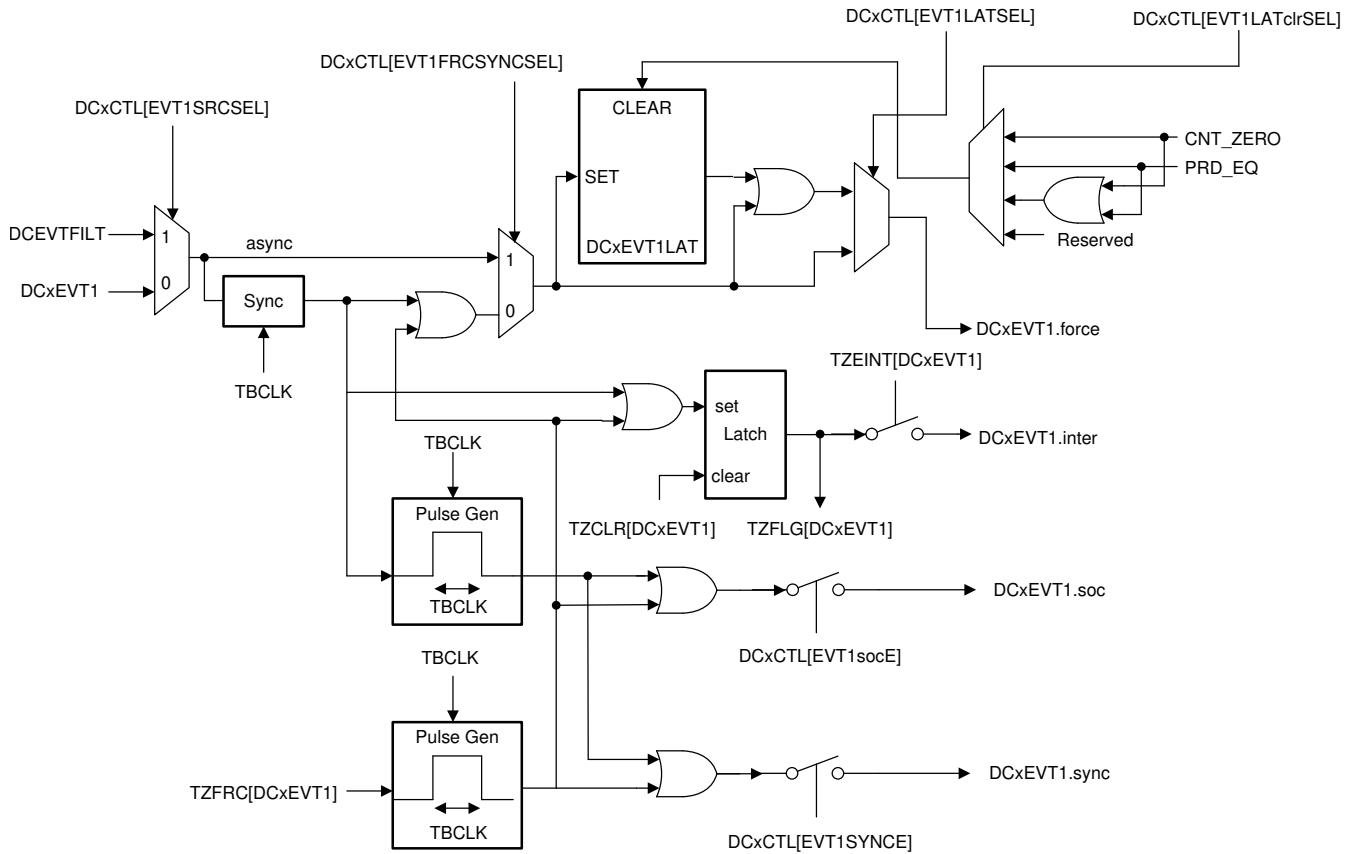 DCxCTL[EVT1LATSEL]
DCxCTL[EVT1LATclrSEL]
DCxCTL[EVT1FRCSYNCSEL]
DCxCTL[EVT1SRCSEL]
CLEAR
SET
DCxEVT1LAT
CNT_ZERO
PRD_EQ
Reserved
DCEVTFILT
1
async
1
DCxEVT1
0
Sync
0
TBCLK
DCxEVT1.force
TZEINT[DCxEVT1]
set
Latch
clear
DCxEVT1.inter
TBCLK
Pulse Gen
TBCLK
TZCLR[DCxEVT1]
TZFLG[DCxEVT1]
DCxEVT1.soc
DCxCTL[EVT1socE]
TBCLK
Pulse Gen
TZFRC[DCxEVT1]
TBCLK
DCxEVT1.sync
DCxCTL[EVT1SYNCE]